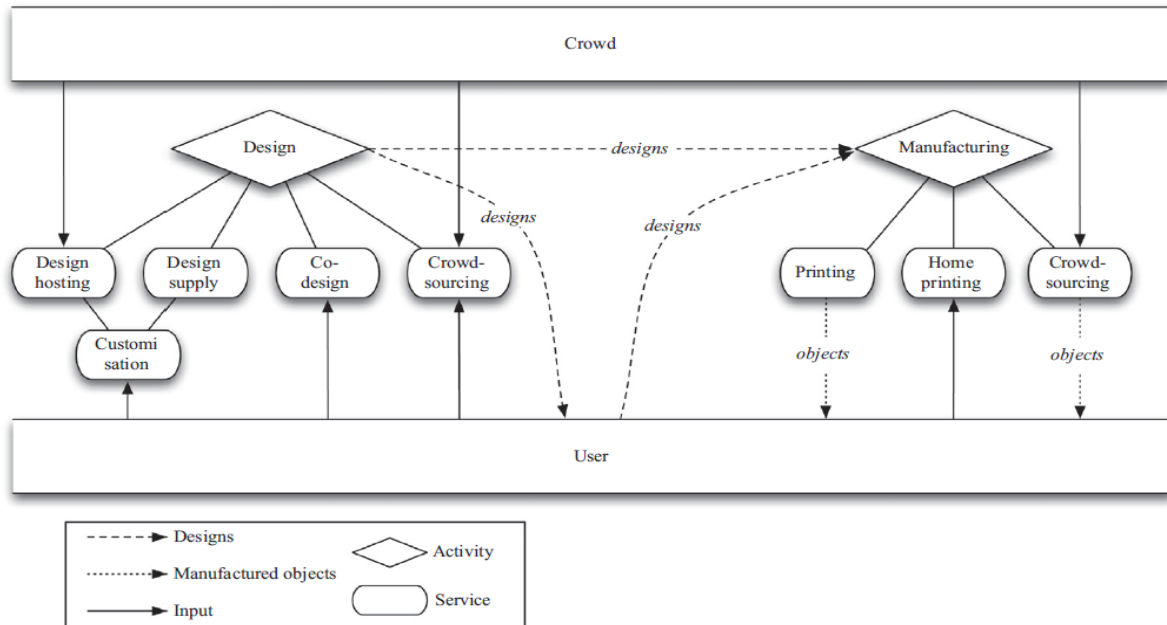 Crowd
Design
designs
Manufacturing
designs
designs
Design
hosting
Design
supply
Co-
design
Crowd-
sourcing
Printing
Home
printing
Crowd-
sourcing
Customi
sation
objects
objects
User
Designs
Activity
Manufactured objects
Service
Input